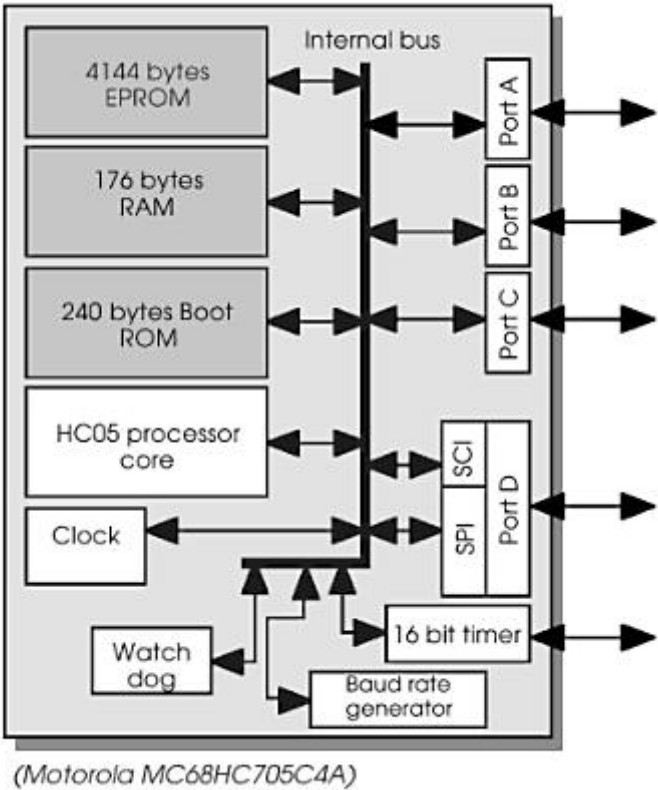 Internal bus
4144 bytes
EPROM
Port A
176 bytes
RAM
Port B
240 bytes Boot
ROM
Port C
HC05 processor
core
SCI
SPI
Port D
Clock
16 bit timer
Watch
dog
Baud rate
generator
(Motorola MC68HC705C4A)